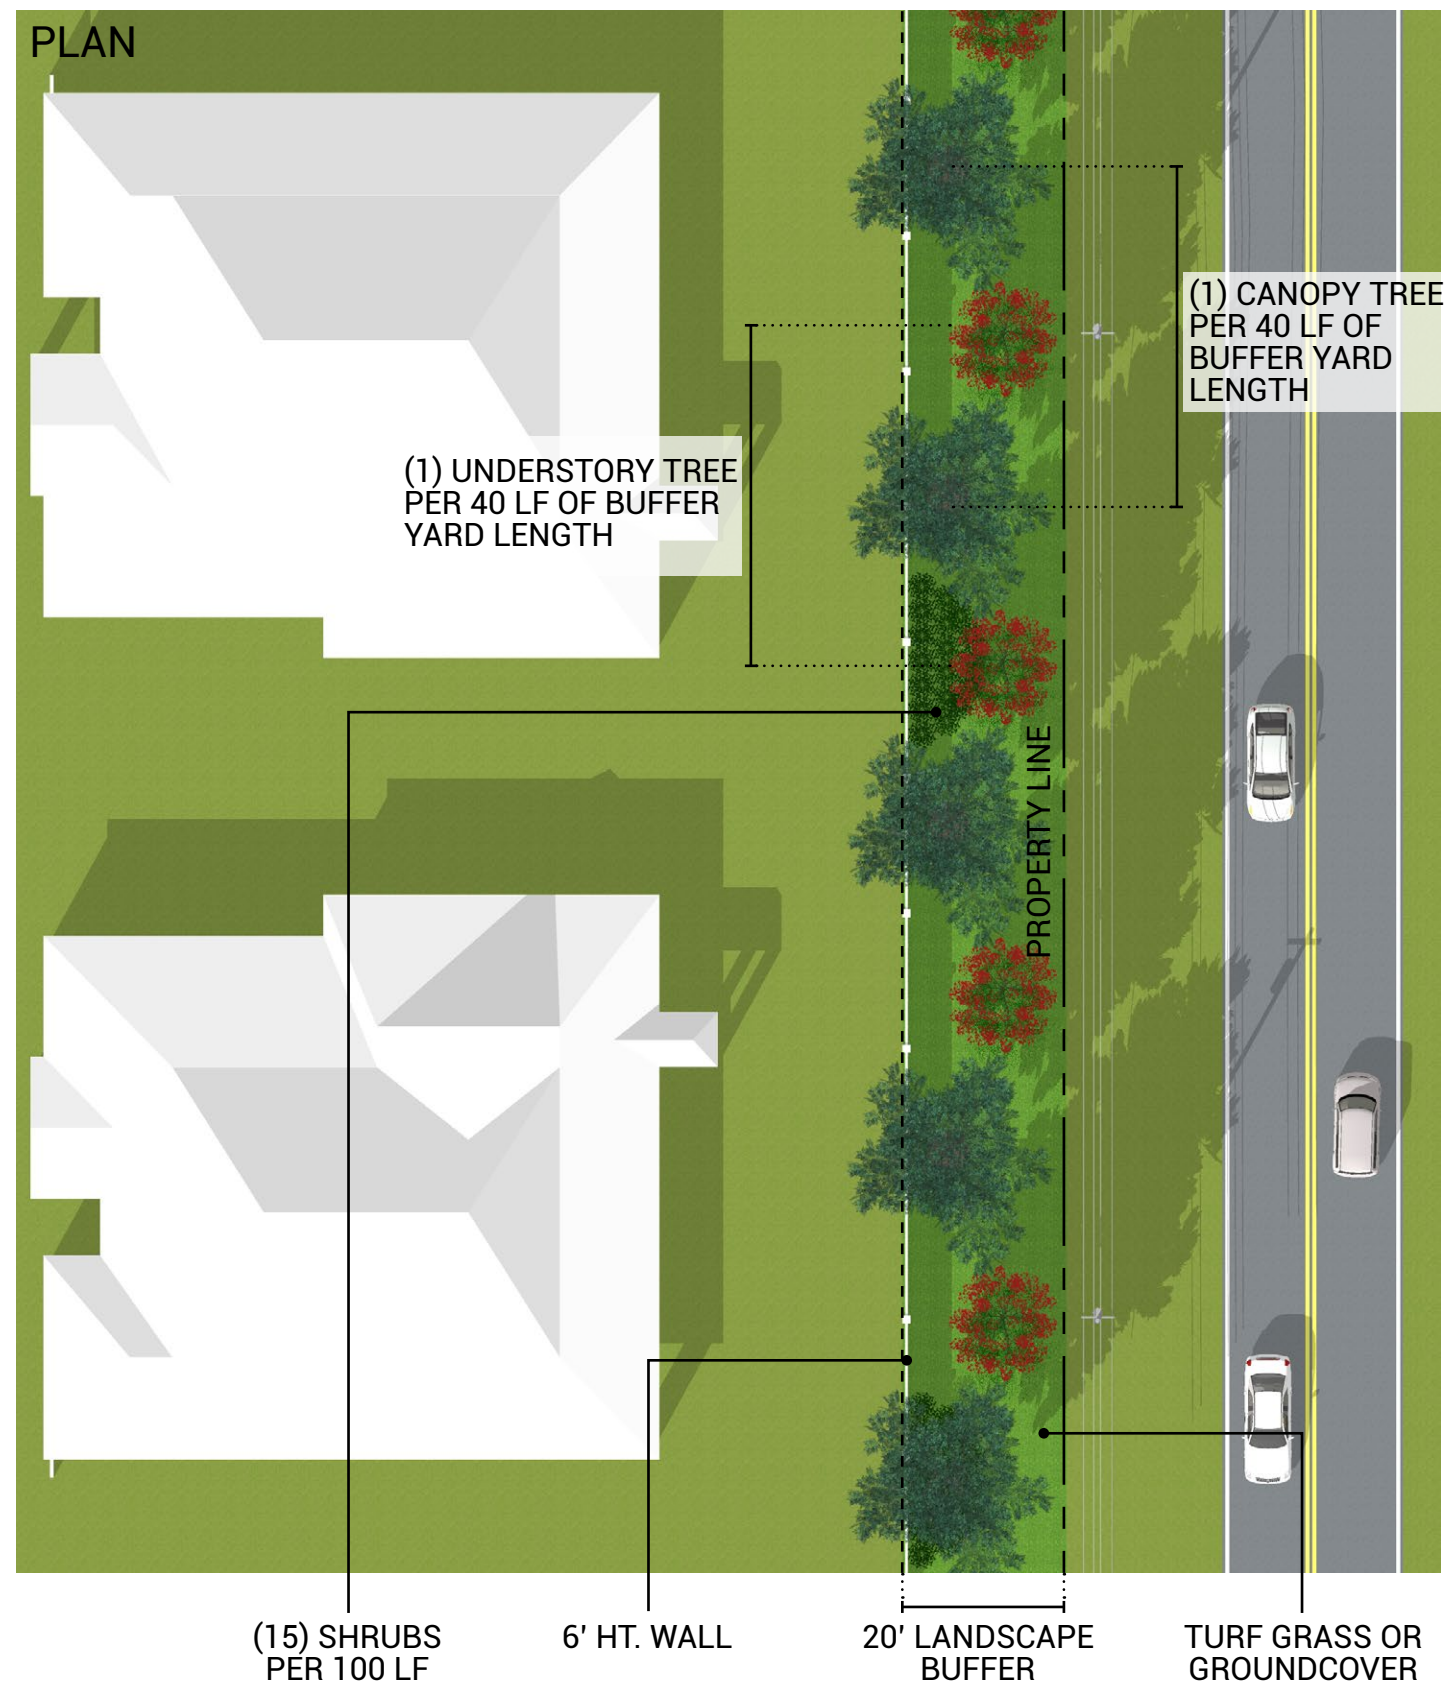 PLAN
(1) CANOPY TREE
PER 40 LF OF
BUFFER YARD
LENGTH
(1) UNDERSTORY TREE
PER 40 LF OF BUFFER
YARD LENGTH
PROPERTY LINE
(15) SHRUBS
PER 100 LF
6' HT. WALL
20' LANDSCAPE
BUFFER
TURF GRASS OR
GROUNDCOVER